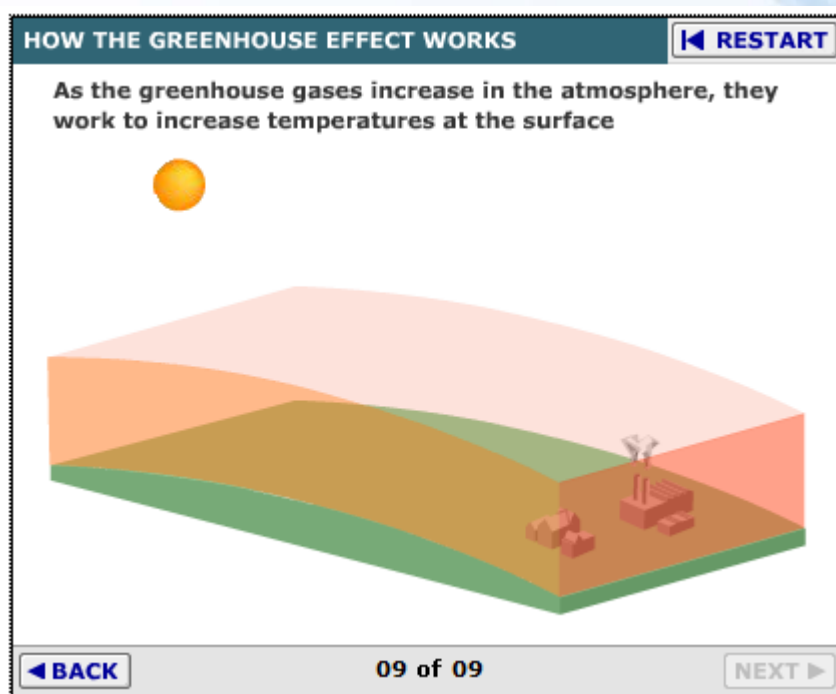 HOW THE GREENHOUSE EFFECT WORKS
RESTART
As the greenhouse gases increase in the atmosphere, they
work to increase temperatures at the surface
BACK
09 of 09
NEXT